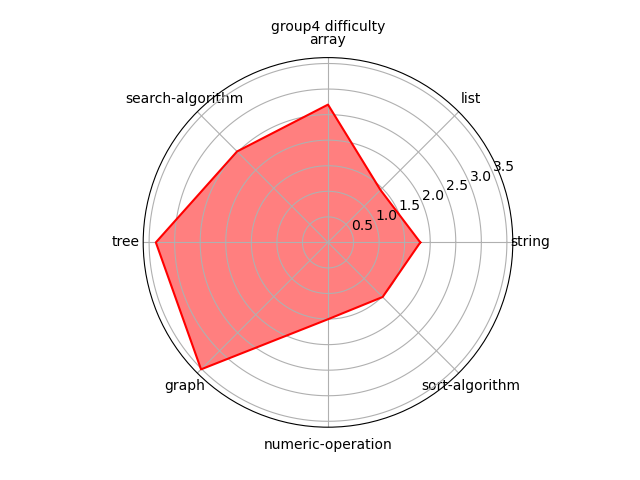 group4 difficulty
array
search-algorithm
list
3.5
3.0
2.5
2.0
1.5
1.0
0.5
tree
string
graph
sort-algorithm
numeric-operation